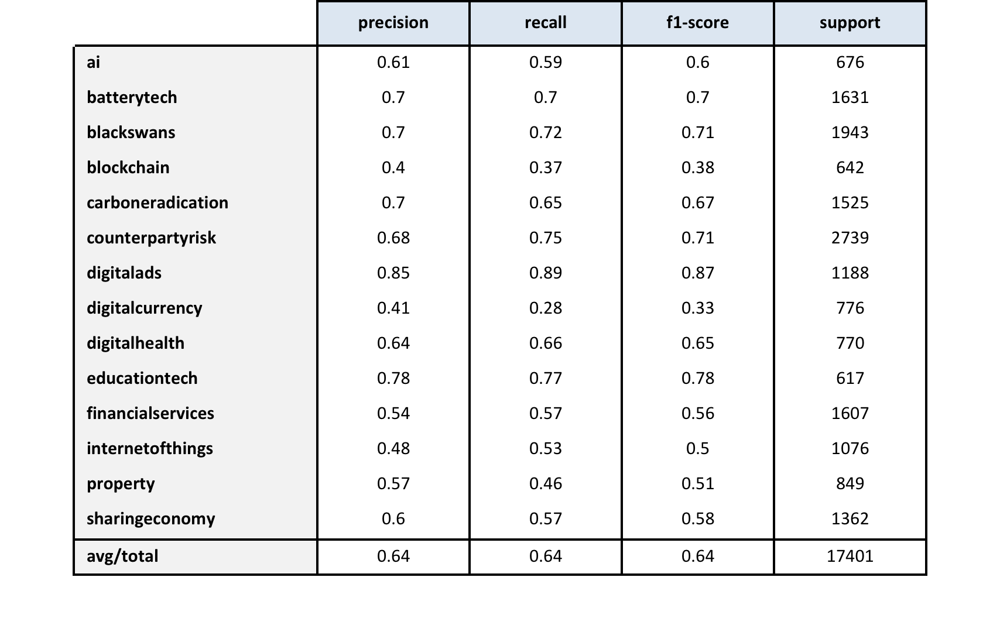 precision recall f1-score support
ai 0.61 0.59 0.6 676
batterytech 0.7 0.7 0.7 1631
blackswans 0.7 0.72 0.71 1943
blockchain 0.4 0.37 0.38 642
carboneradication 0.7 0.65 0.67 1525
counterpartyrisk 0.68 0.75 0.71 2739
digitalads 0.85 0.89 0.87 1188
digitalcurrency 0.41 0.28 0.33 776
digitalhealth 0.64 0.66 0.65 770
educationtech 0.78 0.77 0.78 617
financialservices 0.54 0.57 0.56 1607
internetofthings 0.48 0.53 0.5 1076
property 0.57 0.46 0.51 849
sharingeconomy 0.6 0.57 0.58 1362
avg/total 0.64 0.64 0.64 17401